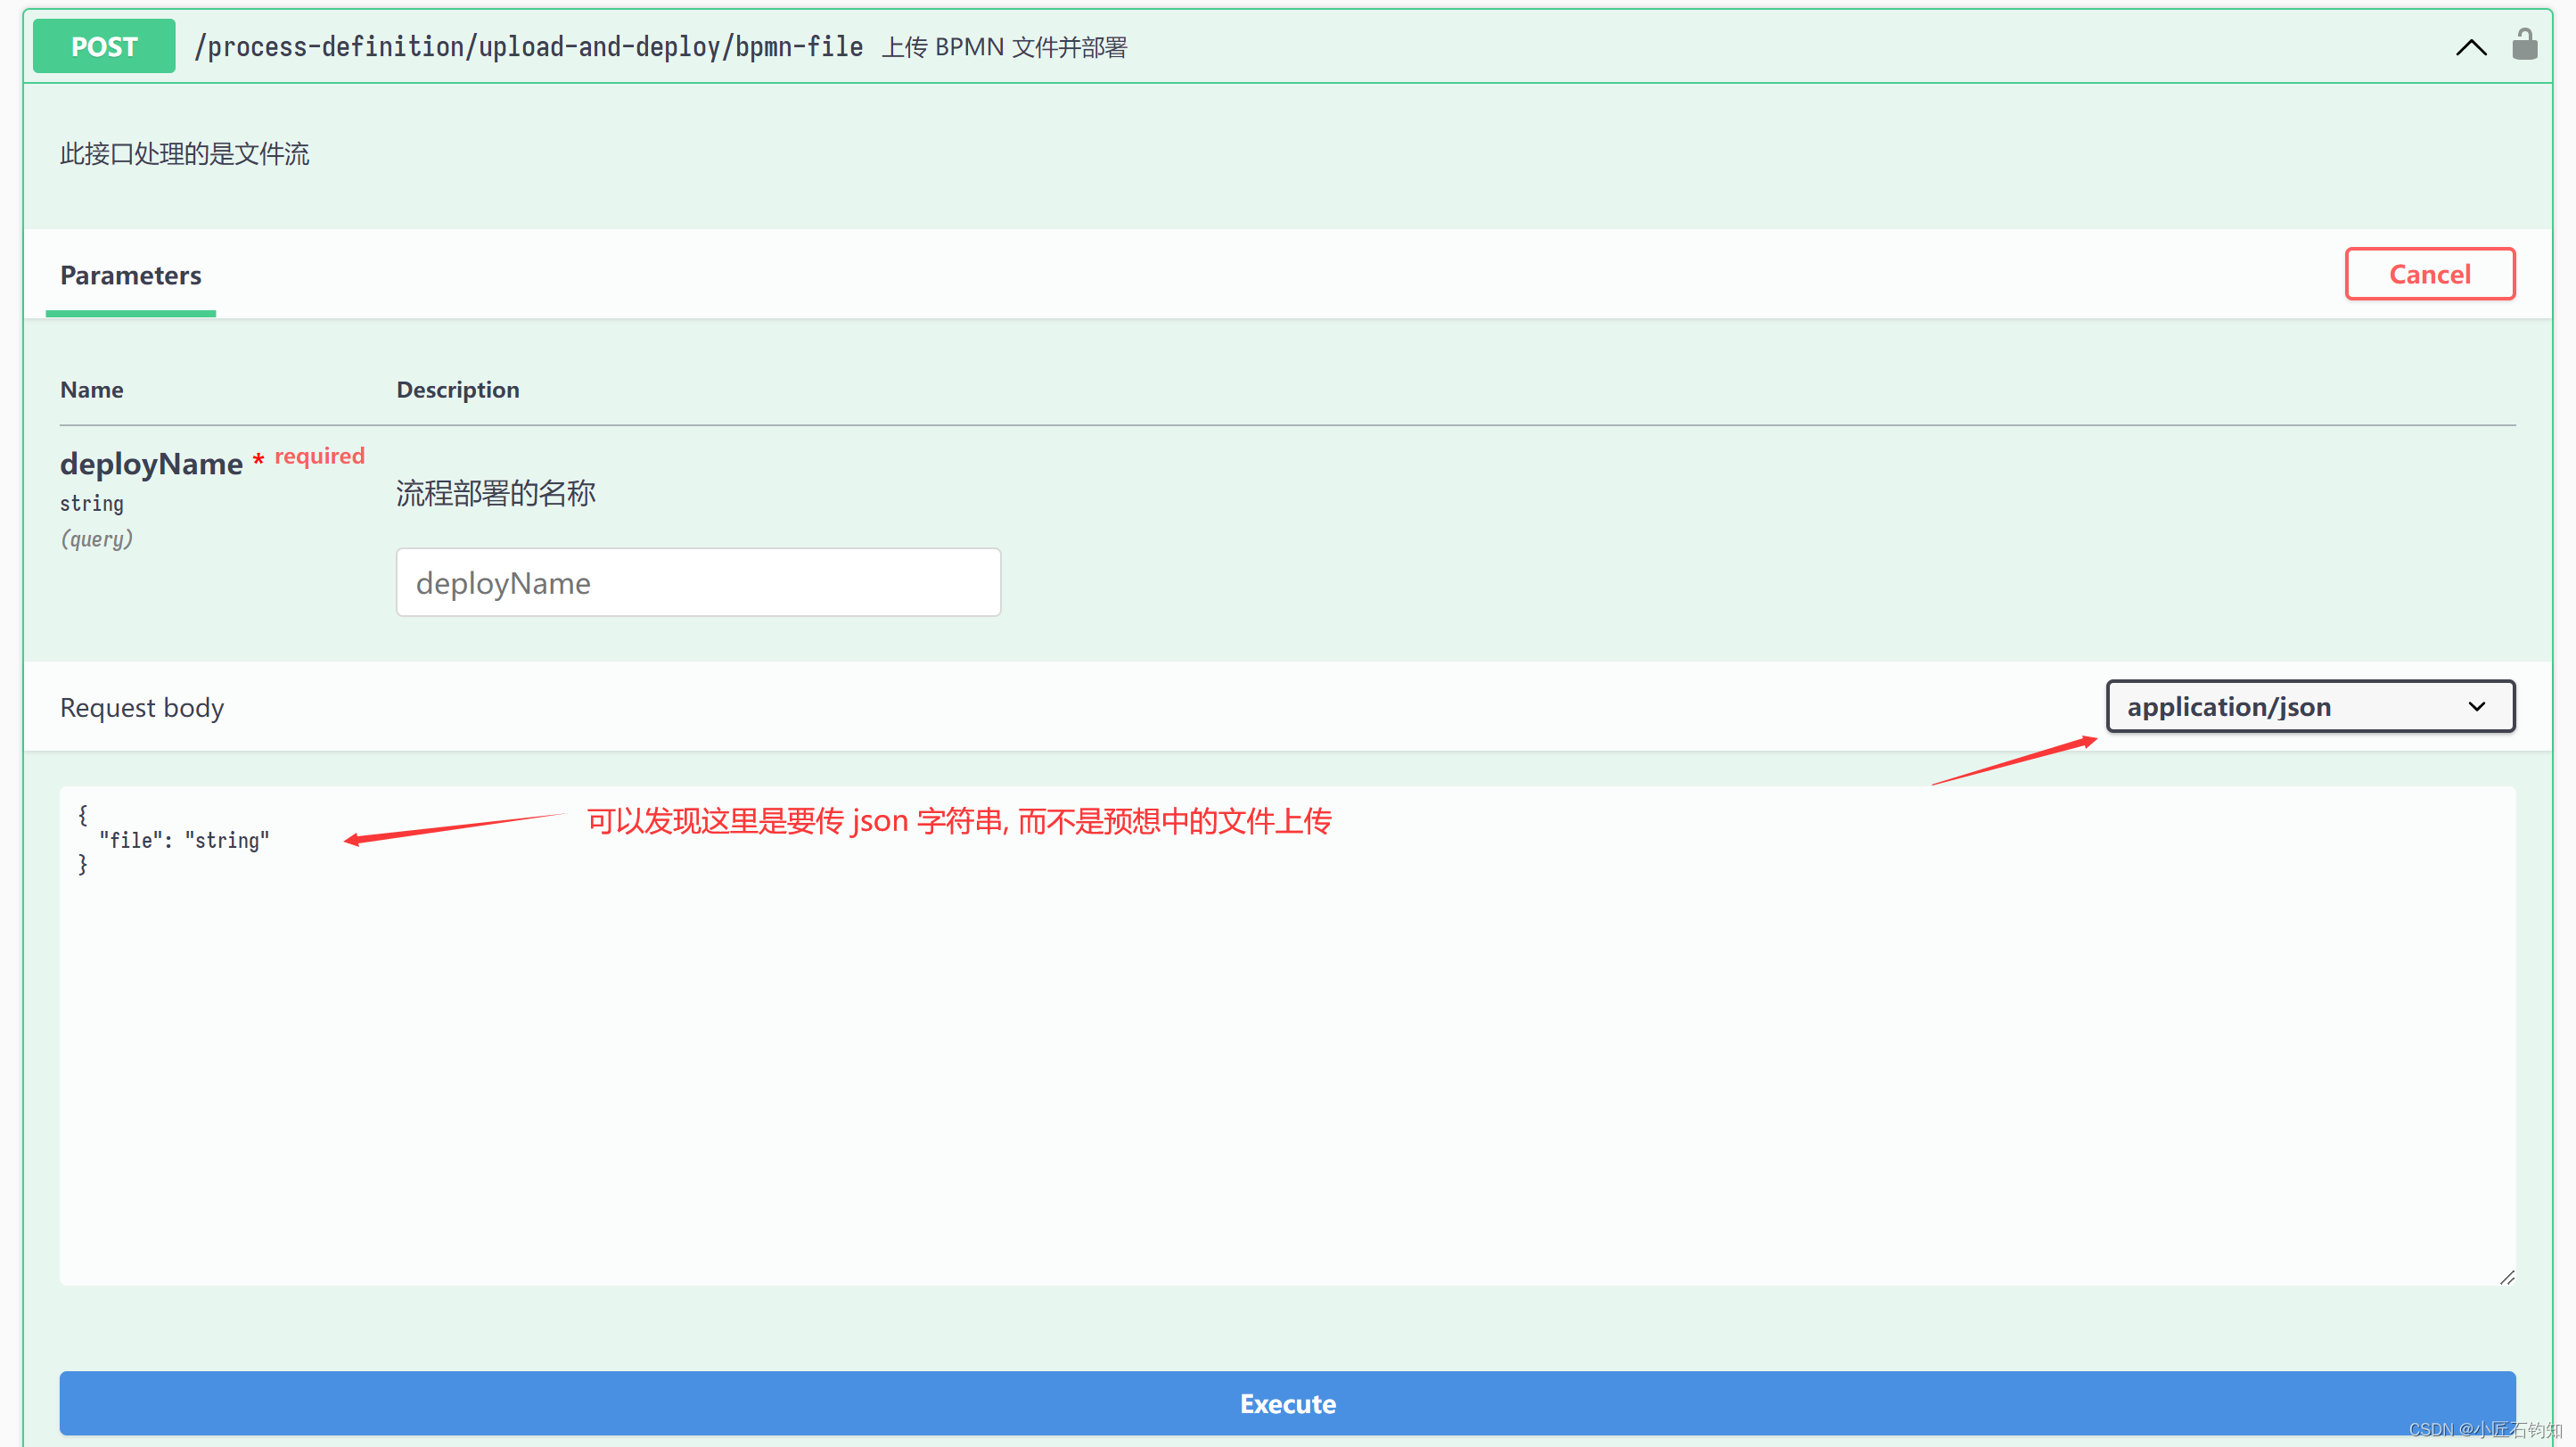 POST /process-definition/upload-and-deploy/bpmn-file 上传 BPMN 文件并部署
此接口处理的是文件流
Parameters
Cancel
Name Description
deployName * required
string
(query)
流程部署的名称
deployName
Request body
application/json
{
"file": "string"
}
可以发现这里是要传 json 字符串, 而不是预想中的文件上传
Execute
CSDN @小匠石钧知